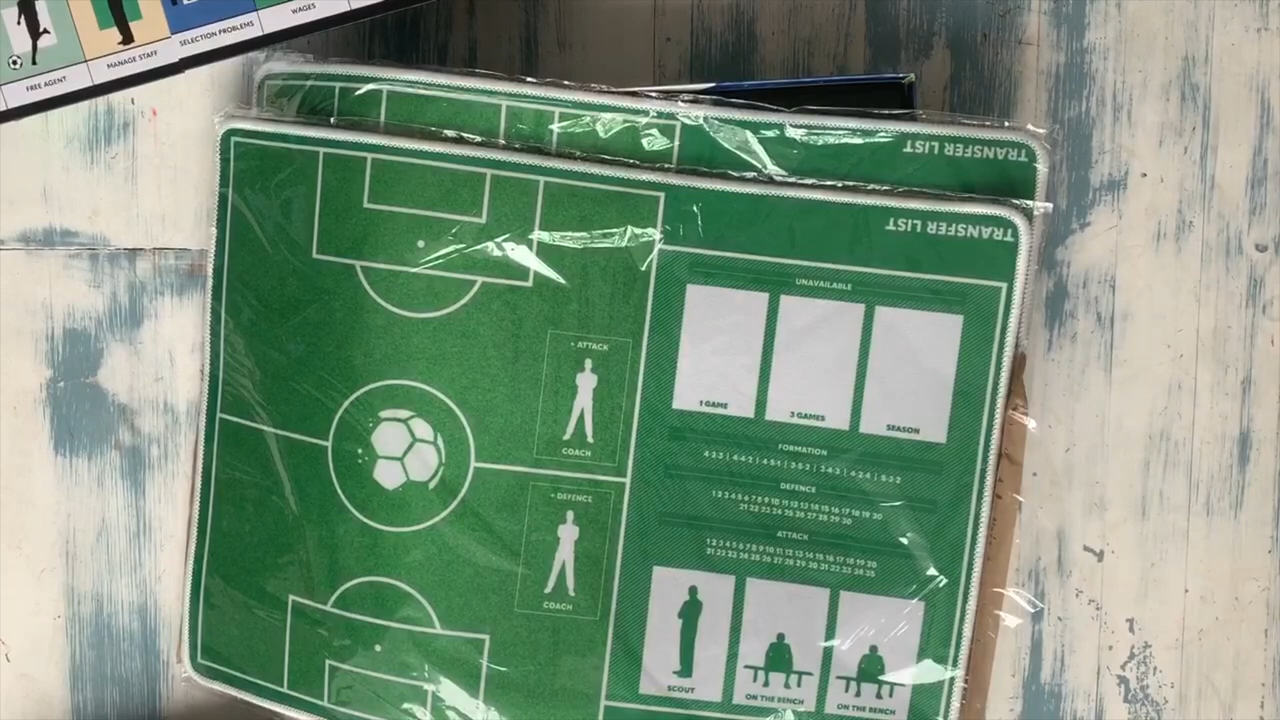 FREE AGENT
MANAGE STAFF
SELECTION PROBLEMS
WAGES
TRANSFER LIST
TRANSFER LIST
UNAVAILABLE
1 GAME
3 GAMES
SEASON
+ ATTACK
COACH
FORMATION
4-2-3 | 4-4-2 | 4-5-1 | 3-5-2 | 3-4-3 | 4-2-4 | 5-3-2
DEFENCE
1 2 3 4 5 6 7 8 9 10 11 12 13 14 15 16 17 18 19 20
21 22 23 24 25 26 27 28 29 30
+ DEFENCE
COACH
ATTACK
1 2 3 4 5 6 7 8 9 10 11 12 13 14 15 16 17 18 19 20
21 22 23 24 25 26 27 28 29 30 31 32 33 34 35
SCOUT
ON THE BENCH
ON THE BENCH